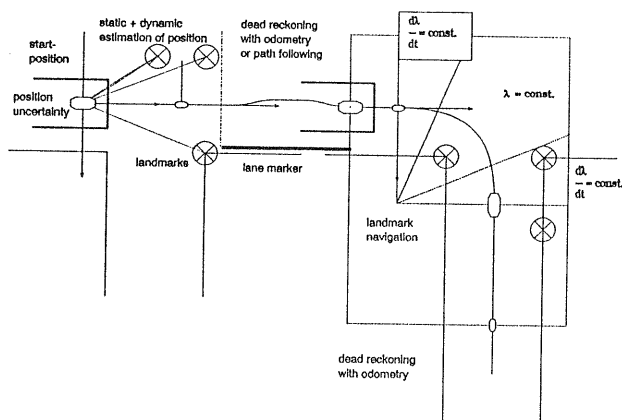 static + dynamic
estimation of position
dead reckoning
with odometry
or path following
dλ
dt
= const.
start-
position
position
uncertainty
λ = const.
landmarks
lane marker
landmark
navigation
dλ
dt
= const.
dead reckoning
with odometry